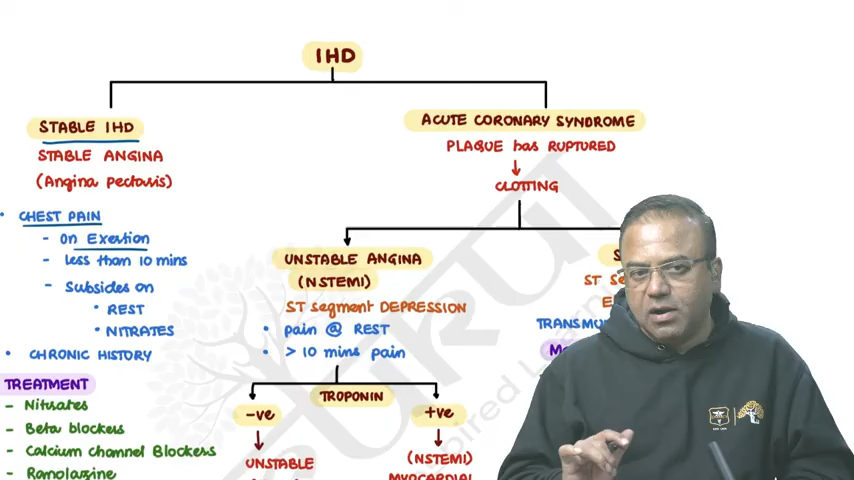 IHD
STABLE IHD
STABLE ANGINA
(Angina pectosis)
• CHEST PAIN
- On Exertion
- less than 10 mins
- Subsides on
• REST
• NITRATES
• CHRONIC HISTORY
TREATMENT
- Nitrates
- Beta blockers
- Calcium channel Blockers
- Ranolazine
ACUTE CORONARY SYNDROME
PLAQUE has RUPTURED
CLOTTING
UNSTABLE ANGINA
(NSTEMI)
ST segment DEPRESSION
• pain @ REST
• > 10 mins pain
TROPONIN
-ve
UNSTABLE
+ve
(NSTEMI)
MYOCARDIAL
ST